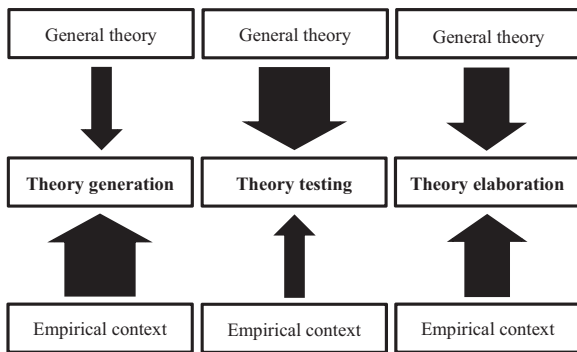 General theory
General theory
General theory
Theory generation
Theory testing
Theory elaboration
Empirical context
Empirical context
Empirical context